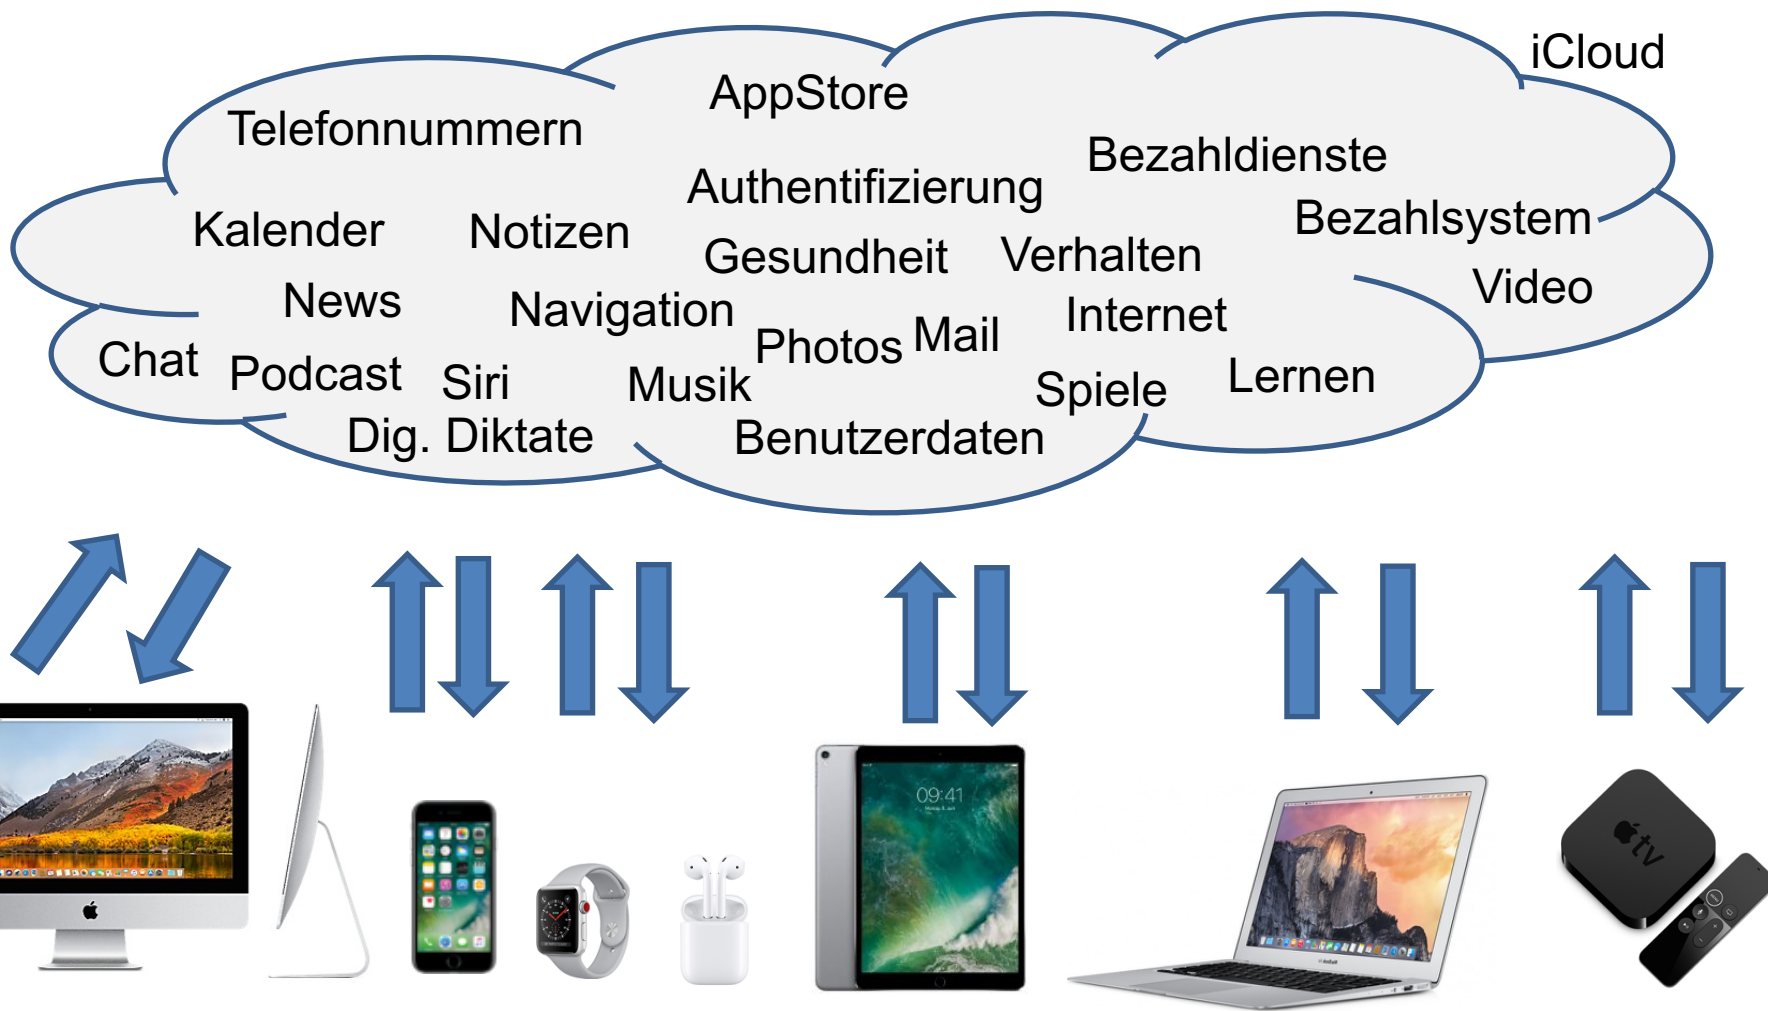 iCloud
AppStore
Telefonnummern
Bezahldienste
Authentifizierung
Bezahlsystem
Kalender
Notizen
Gesundheit
Verhalten
Video
News
Navigation
Internet
Photos
Mail
Chat
Podcast
Siri
Musik
Spiele
Lernen
Dig. Diktate
Benutzerdaten
09:41
tv